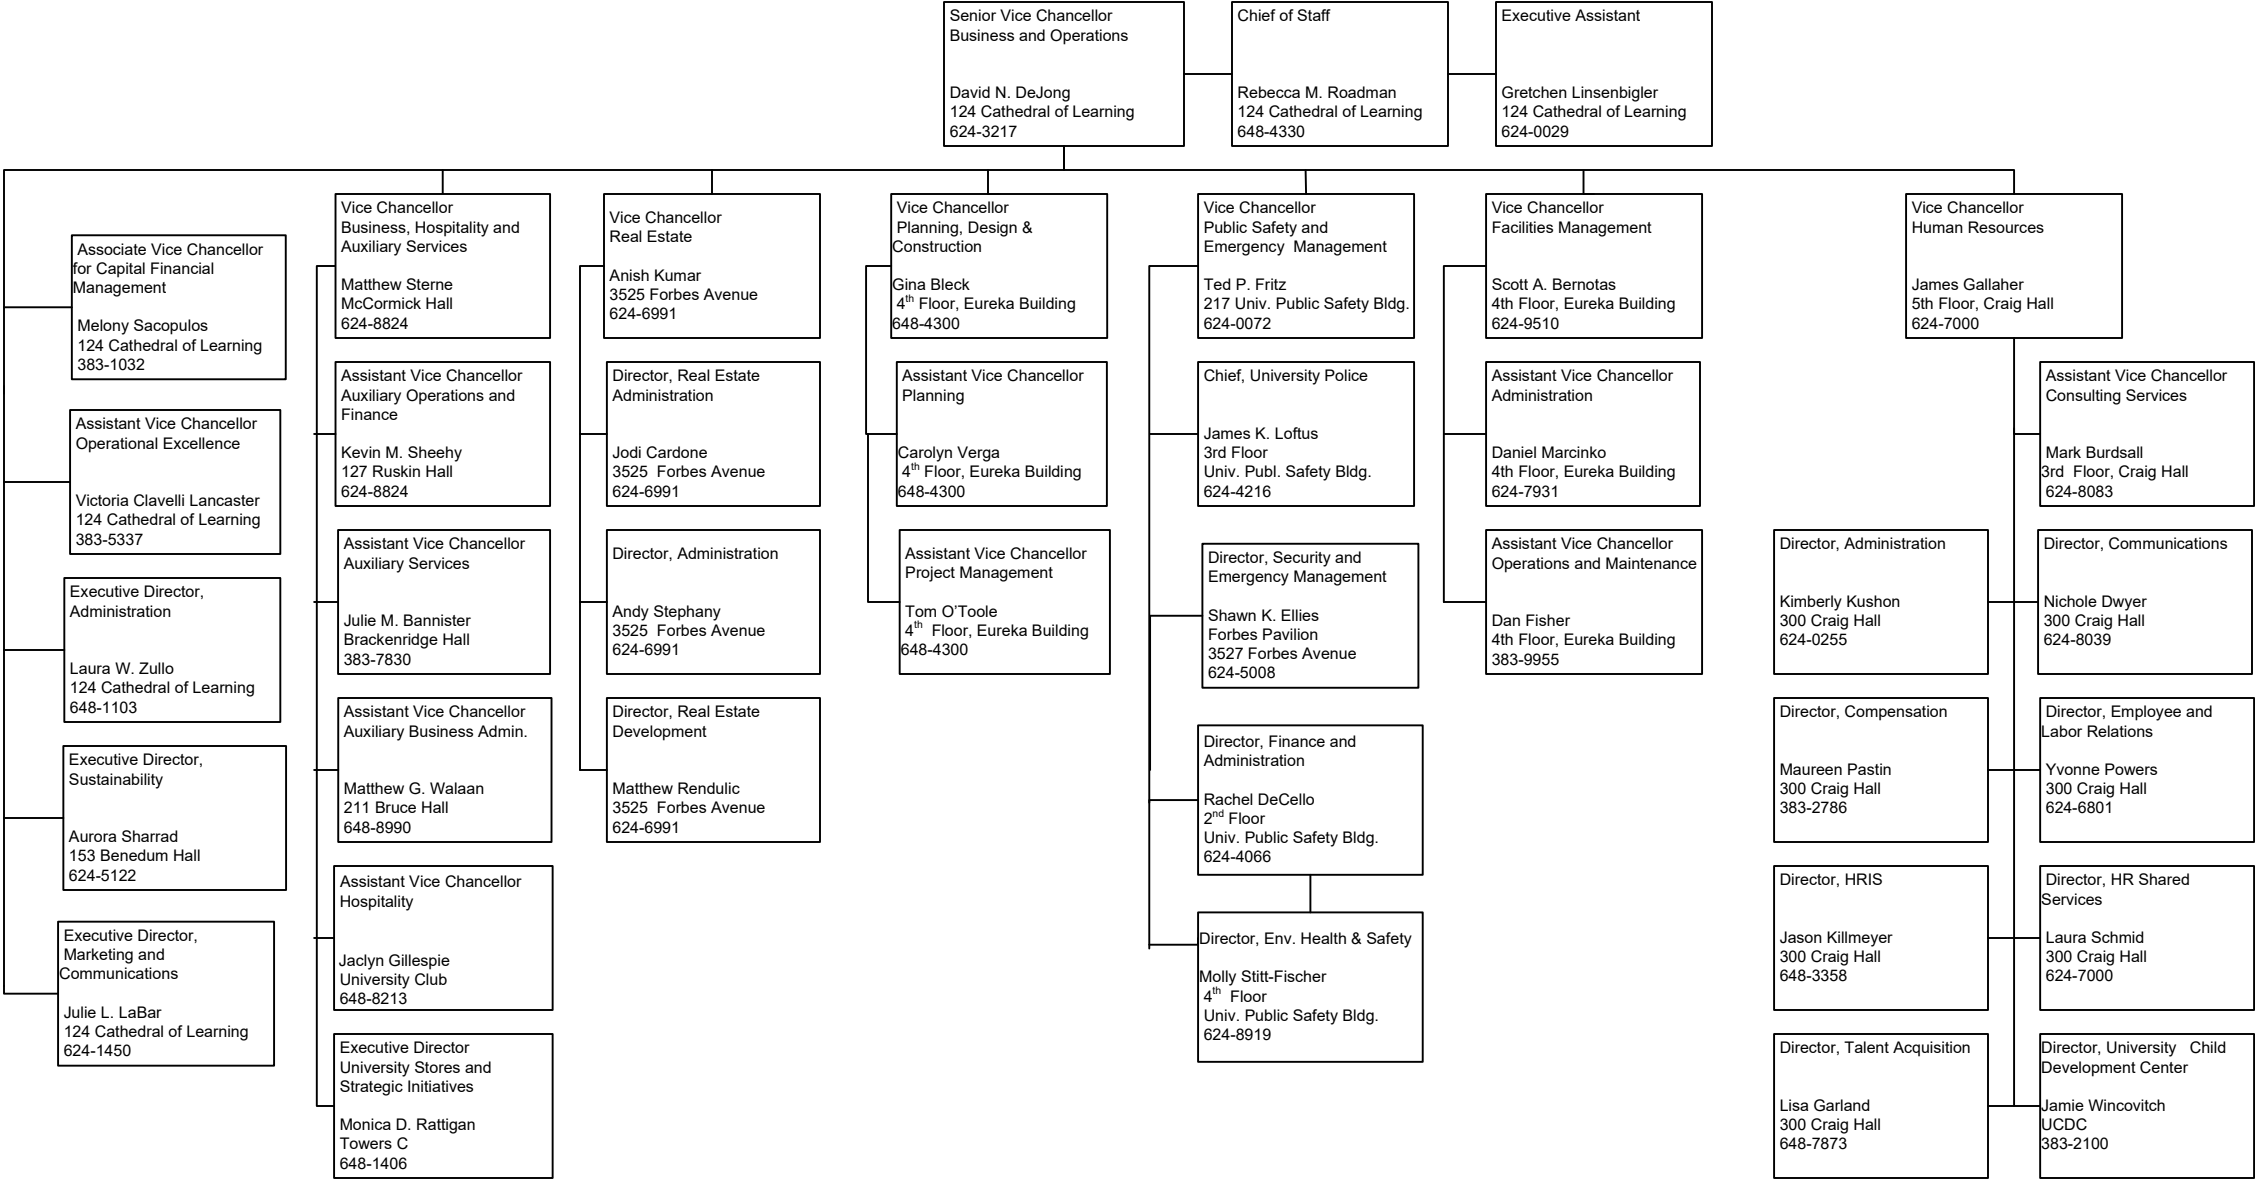 Senior Vice Chancellor
Business and Operations
David N. DeJong
124 Cathedral of Learning
624-3217
Chief of Staff
Rebecca M. Roadman
124 Cathedral of Learning
648-4330
Executive Assistant
Gretchen Linsenbigler
124 Cathedral of Learning
624-0029
Associate Vice Chancellor
for Capital Financial
Management
Melony Sacopulos
124 Cathedral of Learning
383-1032
Assistant Vice Chancellor
Operational Excellence
Victoria Clavelli Lancaster
124 Cathedral of Learning
383-5337
Executive Director,
Administration
Laura W. Zullo
124 Cathedral of Learning
648-1103
Executive Director,
Sustainability
Aurora Sharrad
153 Benedum Hall
624-5122
Executive Director,
Marketing and
Communications
Julie L. LaBar
124 Cathedral of Learning
624-1450
Vice Chancellor
Business, Hospitality and
Auxiliary Services
Matthew Sterne
McCormick Hall
624-8824
Assistant Vice Chancellor
Auxiliary Operations and
Finance
Kevin M. Sheehy
127 Ruskin Hall
624-8824
Assistant Vice Chancellor
Auxiliary Services
Julie M. Bannister
Brackenridge Hall
383-7830
Assistant Vice Chancellor
Auxiliary Business Admin.
Matthew G. Walaan
211 Bruce Hall
648-8990
Assistant Vice Chancellor
Hospitality
Jaclyn Gillespie
University Club
648-8213
Executive Director
University Stores and
Strategic Initiatives
Monica D. Rattigan
Towers C
648-1406
Vice Chancellor
Real Estate
Anish Kumar
3525 Forbes Avenue
624-6991
Director, Real Estate
Administration
Jodi Cardone
3525 Forbes Avenue
624-6991
Director, Administration
Andy Stephany
3525 Forbes Avenue
624-6991
Director, Real Estate
Development
Matthew Rendulic
3525 Forbes Avenue
624-6991
Vice Chancellor
Planning, Design &
Construction
Gina Bleck
4th Floor, Eureka Building
648-4300
Assistant Vice Chancellor
Planning
Carolyn Verga
4th Floor, Eureka Building
648-4300
Assistant Vice Chancellor
Project Management
Tom O'Toole
4th Floor, Eureka Building
648-4300
Vice Chancellor
Public Safety and
Emergency Management
Ted P. Fritz
217 Univ. Public Safety Bldg.
624-0072
Chief, University Police
James K. Loftus
3rd Floor
Univ. Publ. Safety Bldg.
624-4216
Director, Security and
Emergency Management
Shawn K. Ellies
Forbes Pavilion
3527 Forbes Avenue
624-5008
Director, Finance and
Administration
Rachel DeCello
2nd Floor
Univ. Public Safety Bldg.
624-4066
Director, Env. Health & Safety
Molly Stitt-Fischer
4th Floor
Univ. Public Safety Bldg.
624-8919
Vice Chancellor
Facilities Management
Scott A. Bernotas
4th Floor, Eureka Building
624-9510
Assistant Vice Chancellor
Administration
Daniel Marcinko
4th Floor, Eureka Building
624-7931
Assistant Vice Chancellor
Operations and Maintenance
Dan Fisher
4th Floor, Eureka Building
383-9955
Vice Chancellor
Human Resources
James Gallaher
5th Floor, Craig Hall
624-7000
Assistant Vice Chancellor
Consulting Services
Mark Burdsall
3rd Floor, Craig Hall
624-8083
Director, Administration
Kimberly Kushon
300 Craig Hall
624-0255
Director, Communications
Nichole Dwyer
300 Craig Hall
624-8039
Director, Compensation
Maureen Pastin
300 Craig Hall
383-2786
Director, Employee and
Labor Relations
Yvonne Powers
300 Craig Hall
624-6801
Director, HRIS
Jason Killmeyer
300 Craig Hall
648-3358
Director, HR Shared
Services
Laura Schmid
300 Craig Hall
624-7000
Director, Talent Acquisition
Lisa Garland
300 Craig Hall
648-7873
Director, University Child
Development Center
Jamie Wincovitch
UCDC
383-2100